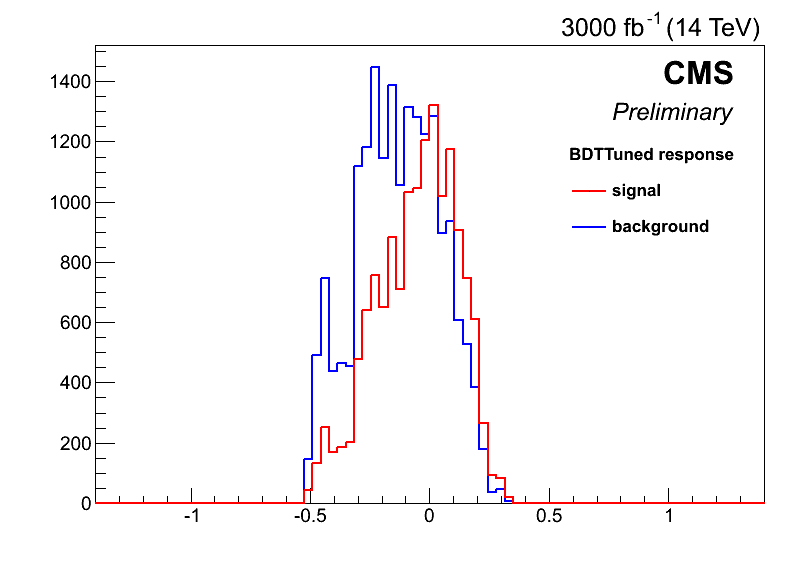 3000 fb-1 (14 TeV)
CMS
Preliminary
BDTTuned response
signal
background
1400
1200
1000
800
600
400
200
0
-1 -0.5 0 0.5 1